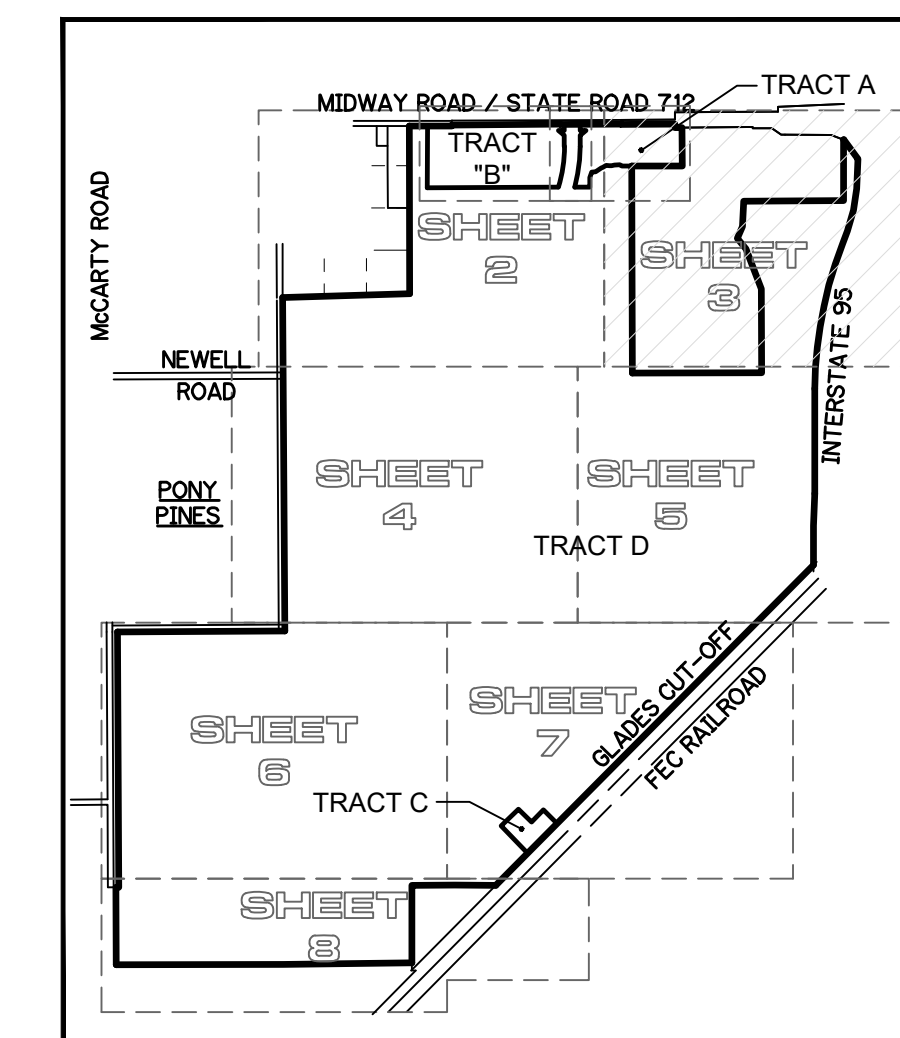 TRACT A
MIDWAY ROAD / STATE ROAD 712
TRACT
"B"
McCARTY ROAD
SHEET
2
SHEET
3
INTERSTATE 95
NEWELL
ROAD
SHEET
4
SHEET
5
PONY
PINES
TRACT D
GLADES CUT-OFF
FEC RAILROAD
SHEET
6
SHEET
7
TRACT C
SHEET
8